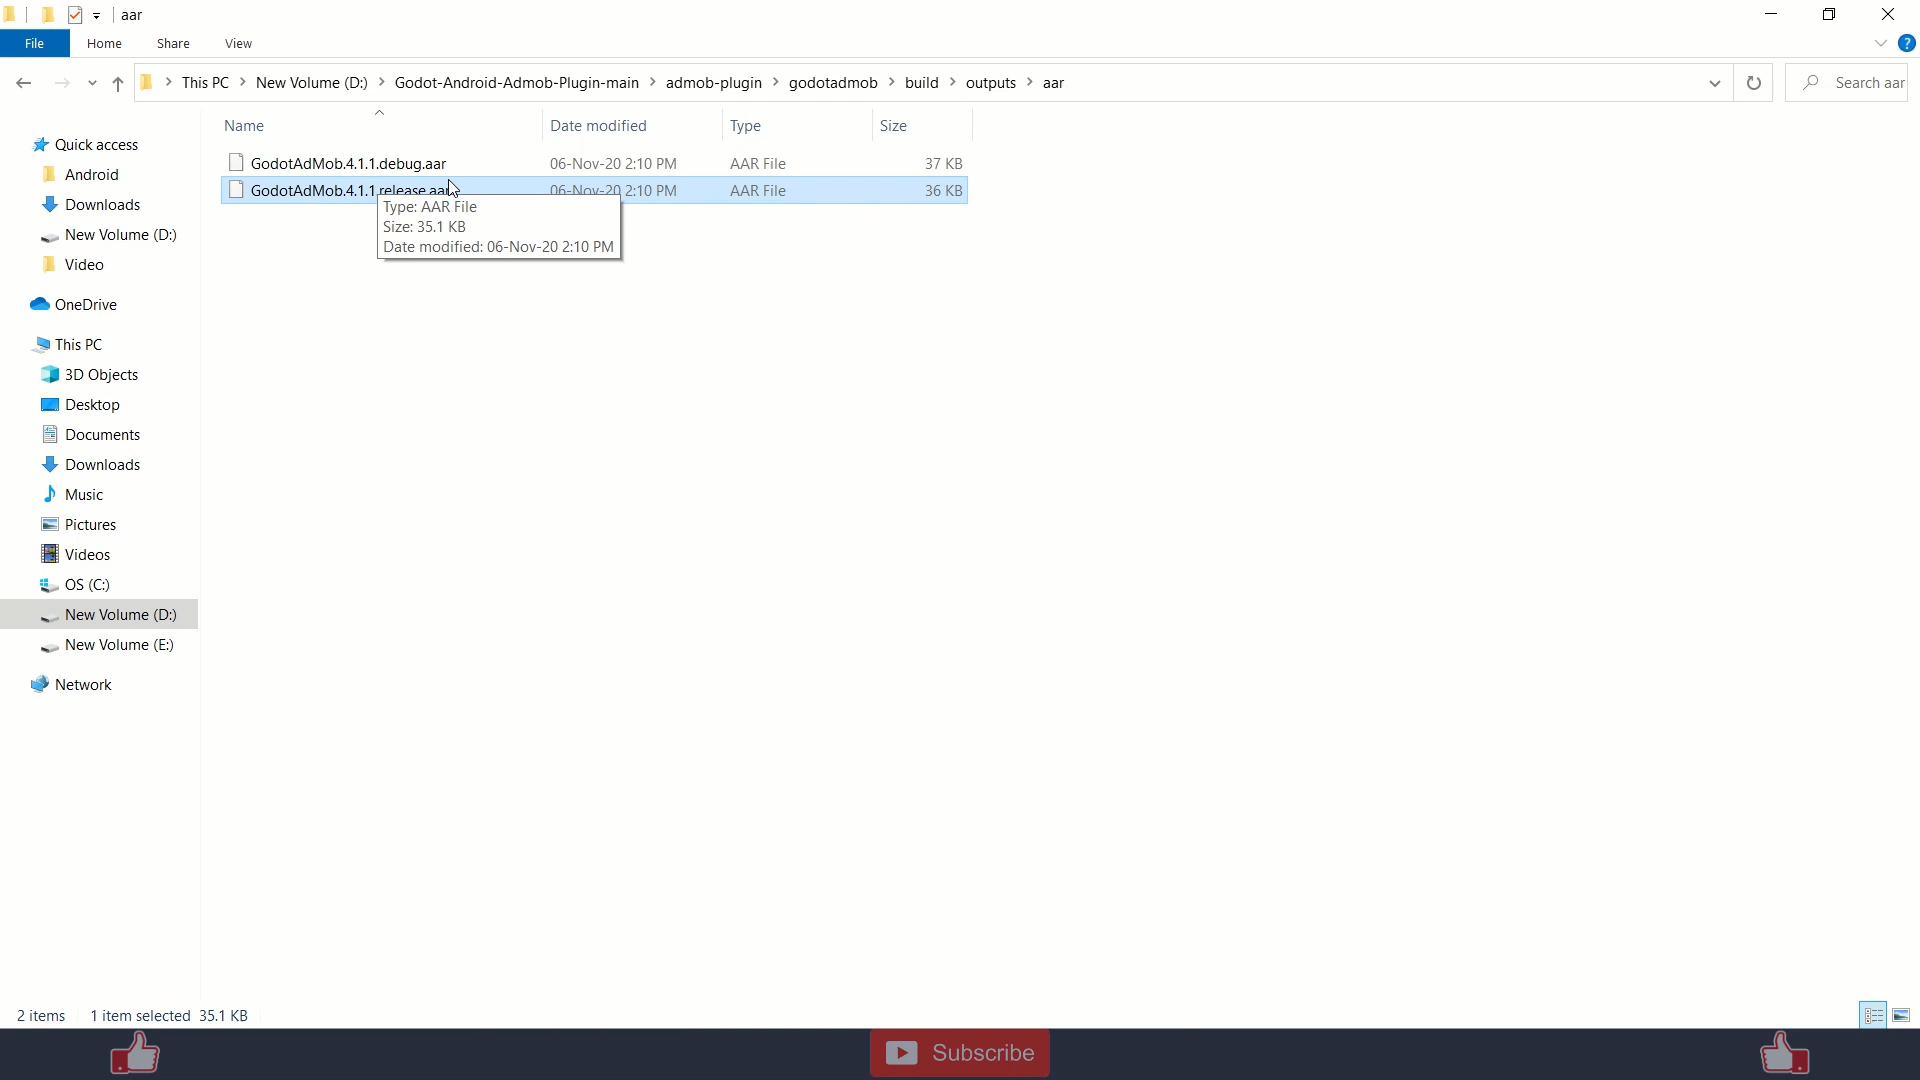 aar
File Home Share View
This PC New Volume (D:) Godot-Android-Admob-Plugin-main admob-plugin godotadmob build outputs aar
Search aar
Name Date modified Type Size
GodotAdMob.4.1.1.debug.aar 06-Nov-20 2:10 PM AAR File 37 KB
GodotAdMob.4.1.1.release.aar 06-Nov-20 2:10 PM AAR File 36 KB
Type: AAR File
Size: 35.1 KB
Date modified: 06-Nov-20 2:10 PM
Quick access
Android
Downloads
New Volume (D:)
Video
OneDrive
This PC
3D Objects
Desktop
Documents
Downloads
Music
Pictures
Videos
OS (C:)
New Volume (D:)
New Volume (E:)
Network
2 items 1 item selected 35.1 KB
Subscribe